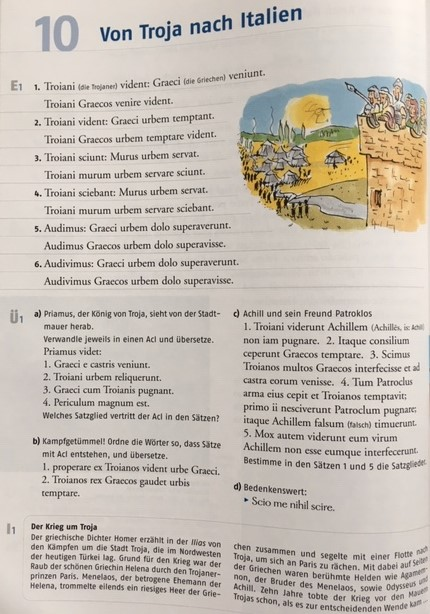 10 Von Troja nach Italien
E1 1. Troiani (die Trojaner) vident: Graeci (die Griechen) veniunt.
Troiani Graecos venire vident.
2. Troiani vident: Graeci urbem temptant.
Troiani Graecos urbem temptare vident.
3. Troiani sciunt: Murus urbem servat.
Troiani murum urbem servare sciunt.
4. Troiani sciebant: Murus urbem servat.
Troiani murum urbem servare sciebant.
5. Audimus: Graeci urbem dolo superaverunt.
Audimus Graecos urbem dolo superavisse.
6. Audivimus: Graeci urbem dolo superaverunt.
Audivimus Graecos urbem dolo superavisse.
Ü1 a) Priamus, der König von Troja, sieht von der Stadt-
mauer herab.
Verwandle jeweils in einen AcI und übersetze.
Priamus videt:
1. Graeci e castris veniunt.
2. Troiani urbem reliquerunt.
3. Graeci cum Troianis pugnant.
4. Periculum magnum est.
Welches Satzglied vertritt der AcI in den Sätzen?
b) Kampfgetümmel! Ordne die Wörter so, dass Sätze
mit AcI entstehen, und übersetze.
1. properare ex Troianos vident urbe Graeci.
2. Troianos rex Graecos gaudet urbis
temptare.
c) Achill und sein Freund Patroklos
1. Troiani viderunt Achillem (Achillēs, is: Achill)
non iam pugnare. 2. Itaque consilium
ceperunt Graecos temptare. 3. Scimus
Troianos multos Graecos interfecisse et ad
castra eorum venisse. 4. Tum Patroclus
arma eius cepit et Troianos temptavit;
primo ii nesciverunt Patroclum pugnare;
itaque Achillem falsum (falsch) timuerunt.
5. Mox autem viderunt eum virum
Achillem non esse eumque interfecerunt.
Bestimme in den Sätzen 1 und 5 die Satzglieder.
d) Bedenkenswert:
▸ Scio me nihil scire.
I1 Der Krieg um Troja
Der griechische Dichter Homer erzählt in der Ilias von
den Kämpfen um die Stadt Troja, die im Nordwesten
der heutigen Türkei lag. Grund für den Krieg war der
Raub der schönen Griechin Helena durch den Trojaner-
prinzen Paris. Menelaos, der betrogene Ehemann der
Helena, trommelte eilends ein riesiges Heer der Grie-
chen zusammen und segelte mit einer Flotte nach
Troja, um sich an Paris zu rächen. Mit dabei auf Seiten
der Griechen waren berühmte Helden wie Agamem-
non, der Bruder des Menelaos, sowie Odysseus und
Achill. Zehn Jahre tobte der Krieg vor den Mauern
Trojas schon, als es zur entscheidenden Wende kam